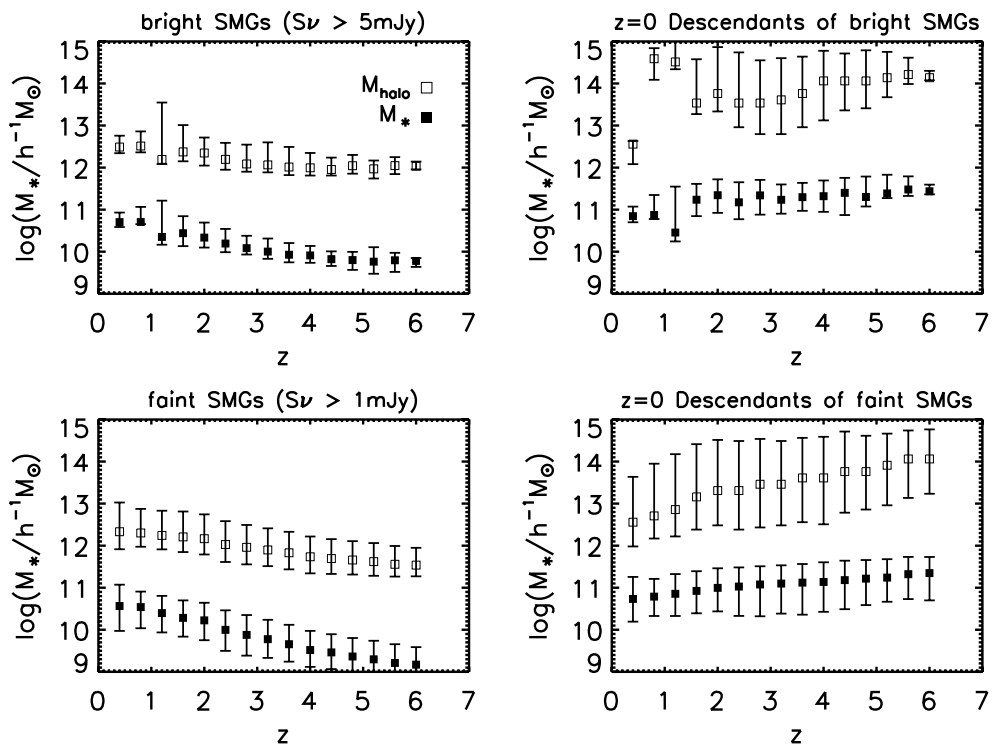 bright SMGs (Sν > 5mJy)
z=0 Descendants of bright SMGs
15
14
13
12
11
10
9
log(M∗/h⁻¹M⊙)
M_halo □
M∗ ■
0 1 2 3 4 5 6 7
z
15
14
13
12
11
10
9
log(M∗/h⁻¹M⊙)
0 1 2 3 4 5 6 7
z
faint SMGs (Sν > 1mJy)
z=0 Descendants of faint SMGs
15
14
13
12
11
10
9
log(M∗/h⁻¹M⊙)
0 1 2 3 4 5 6 7
z
15
14
13
12
11
10
9
log(M∗/h⁻¹M⊙)
0 1 2 3 4 5 6 7
z